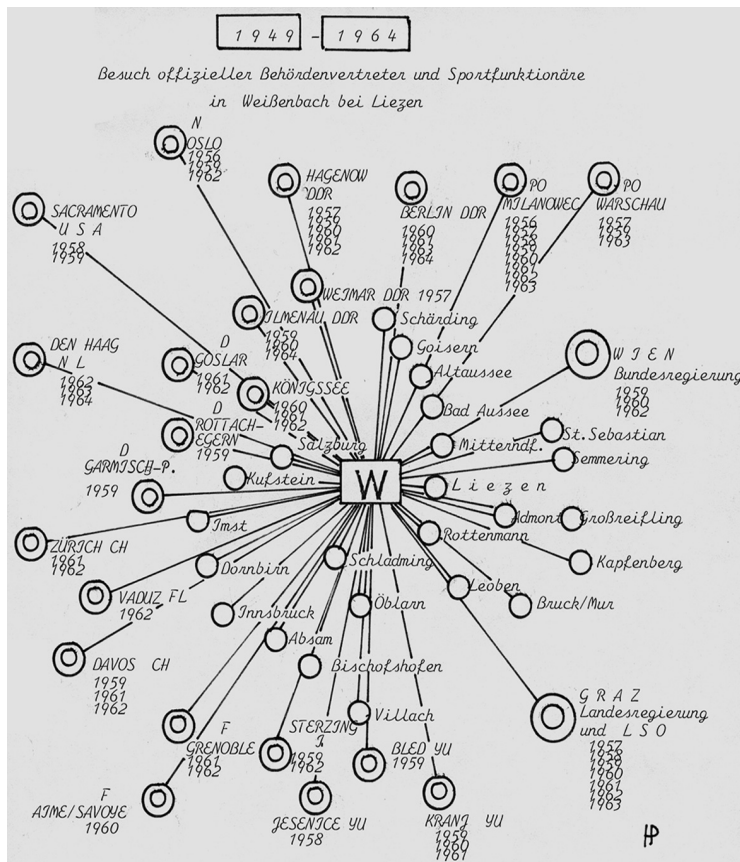 1949 - 1964
Besuch offizieller Behördenvertreter und Sportfunktionäre
in Weißenbach bei Liezen
N
OSLO
1956
1959
1962
HAGENOW
DDR
1957
1959
1960
1961
1962
BERLIN DDR
1960
1961
1963
1964
PO
MILANOWEC
1956
1957
1958
1959
1960
1961
1962
1963
PO
WARSCHAU
1957
1959
1963
SACRAMENTO
U S A
1958
1959
WEIMAR DDR 1957
ILMENAU DDR
1959
1960
1964
Schärding
Goisern
Altaussee
Bad Aussee
Mitterndf.
WIEN
Bundesregierung
1959
1960
1962
DEN HAAG
N L
1962
1963
1964
D
GOSLAR
1961
1962
KÖNIGSSEE
1960
1961
1962
D
ROTTACH-
EGERN
1959
Salzburg
St.Sebastian
Semmering
D
GARMISCH-P.
1959
Kufstein
W
Liezen
Imst
Admont
Großreifling
Rottenmann
ZÜRICH CH
1961
1962
Dornbirn
Schladming
Kapfenberg
Leoben
VADUZ FL
1962
Innsbruck
Öblarn
Bruck/Mur
Absam
DAVOS CH
1959
1961
1962
Bischofshofen
Villach
GRAZ
Landesregierung
und L S O
1957
1958
1959
1960
1961
1962
1963
F
GRENOBLE
1961
1962
STERZING
I
1959
1962
BLED YU
1959
F
AIME/SAVOYE
1960
JESENICE YU
1958
KRANJ YU
1959
1960
1961
HP